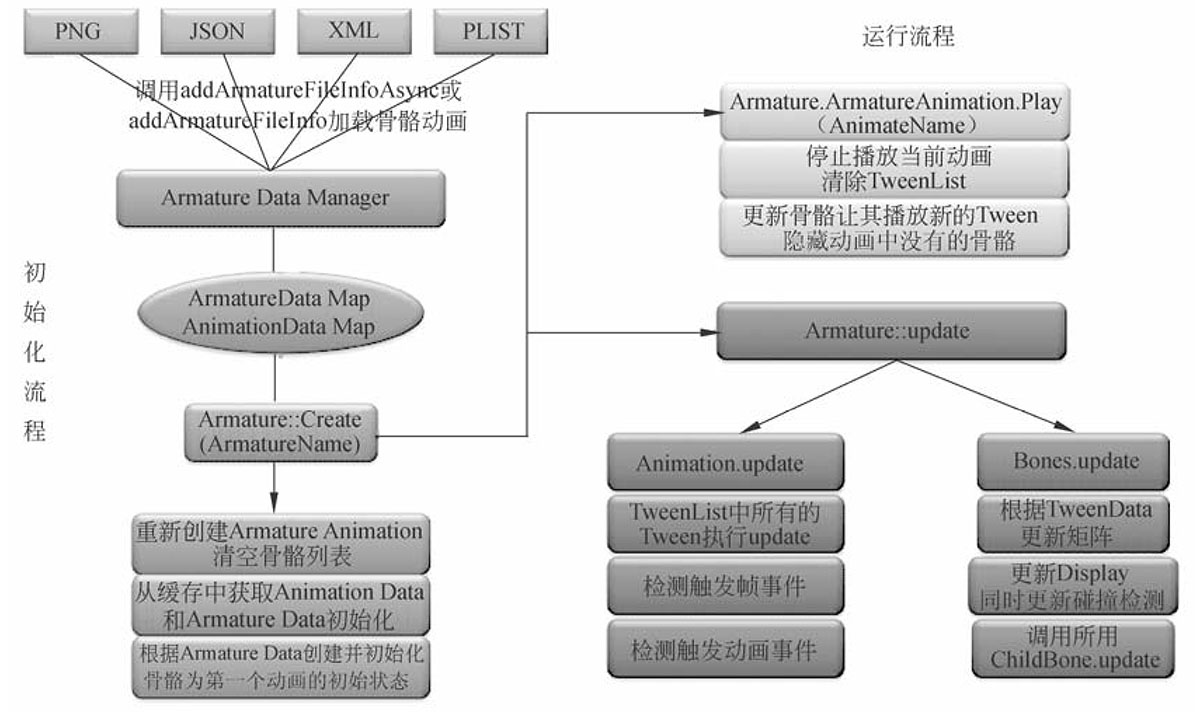 PNG
JSON
XML
PLIST
调用addArmatureFileInfoAsync或
addArmatureFileInfo加载骨骼动画
Armature Data Manager
初始化流程
ArmatureData Map
AnimationData Map
Armature::Create
(ArmatureName)
重新创建Armature Animation
清空骨骼列表
从缓存中获取Animation Data
和Armature Data初始化
根据Armature Data创建并初始化
骨骼为第一个动画的初始状态
运行流程
Armature.ArmatureAnimation.Play
（AnimateName）
停止播放当前动画
清除TweenList
更新骨骼让其播放新的Tween
隐藏动画中没有的骨骼
Armature::update
Animation.update
TweenList中所有的
Tween执行update
检测触发帧事件
检测触发动画事件
Bones.update
根据TweenData
更新矩阵
更新Display
同时更新碰撞检测
调用所用
ChildBone.update